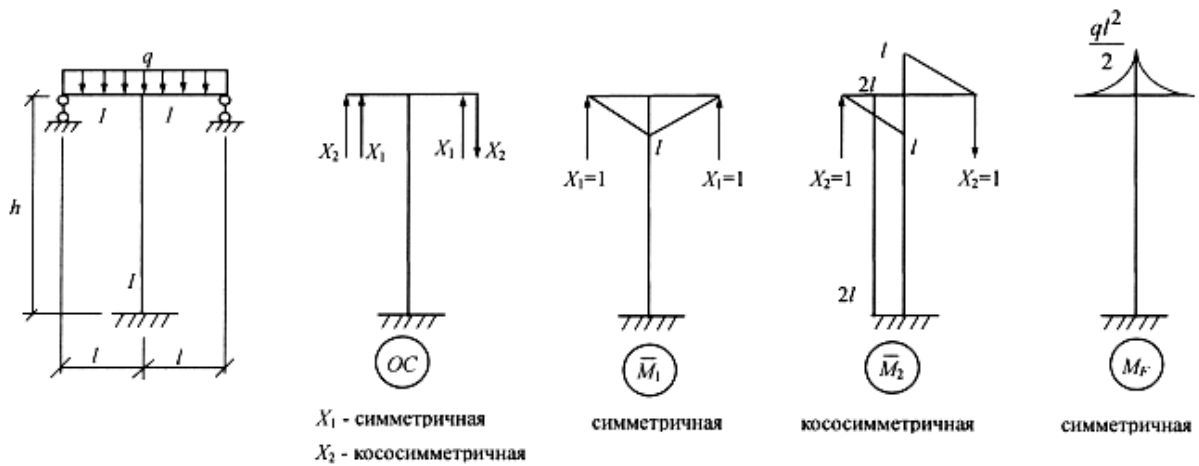 q
I
l
h
I
l
l
X₂
X₁
X₁
X₂
OC
X₁ - симметричная
X₂ - кососимметричная
l
X₁=1
X₁=1
M̅₁
симметричная
l
2l
l
X₂=1
X₂=1
2l
M̅₂
кососимметричная
ql²
2
M_F
симметричная